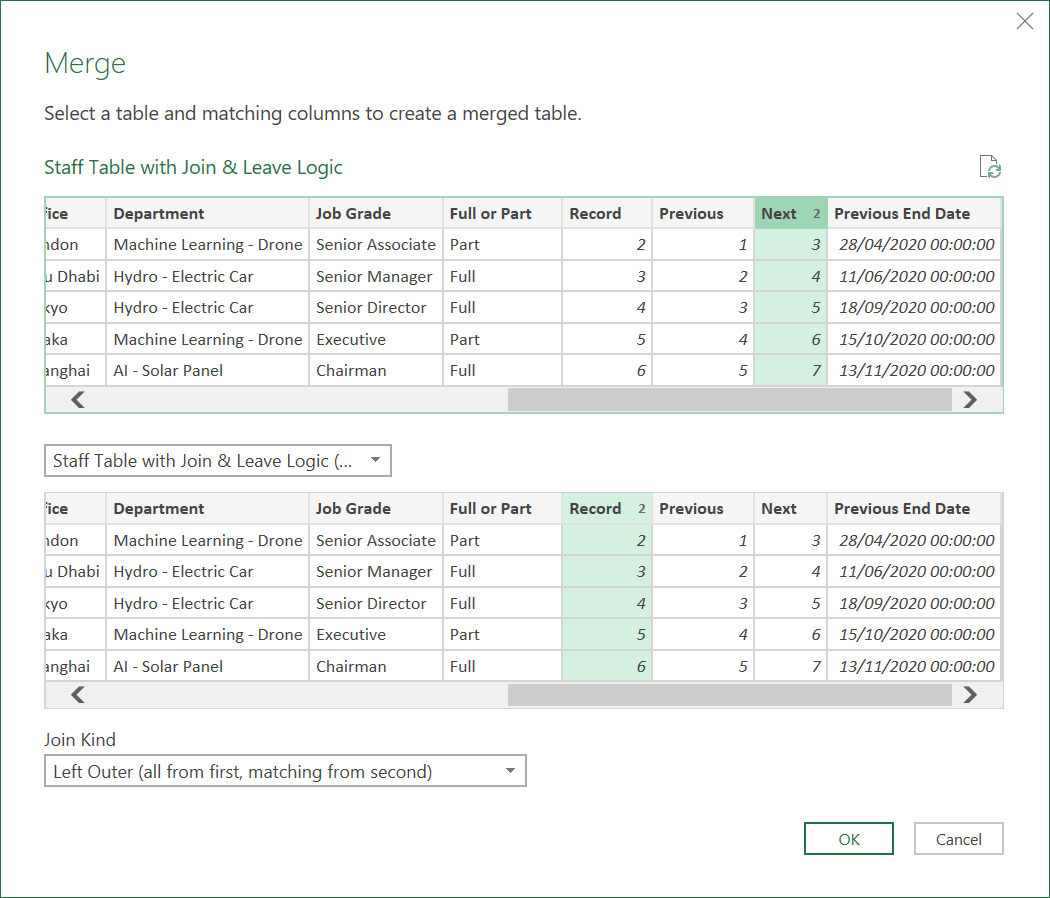 Merge
Select a table and matching columns to create a merged table.
Staff Table with Join & Leave Logic
fice Department Job Grade Full or Part Record Previous Next 2 Previous End Date
ndon Machine Learning - Drone Senior Associate Part 2 1 3 28/04/2020 00:00:00
u Dhabi Hydro - Electric Car Senior Manager Full 3 2 4 11/06/2020 00:00:00
kyo Hydro - Electric Car Senior Director Full 4 3 5 18/09/2020 00:00:00
aka Machine Learning - Drone Executive Part 5 4 6 15/10/2020 00:00:00
anghai AI - Solar Panel Chairman Full 6 5 7 13/11/2020 00:00:00
Staff Table with Join & Leave Logic (...
fice Department Job Grade Full or Part Record 2 Previous Next Previous End Date
ndon Machine Learning - Drone Senior Associate Part 2 1 3 28/04/2020 00:00:00
u Dhabi Hydro - Electric Car Senior Manager Full 3 2 4 11/06/2020 00:00:00
kyo Hydro - Electric Car Senior Director Full 4 3 5 18/09/2020 00:00:00
aka Machine Learning - Drone Executive Part 5 4 6 15/10/2020 00:00:00
anghai AI - Solar Panel Chairman Full 6 5 7 13/11/2020 00:00:00
Join Kind
Left Outer (all from first, matching from second)
OK Cancel